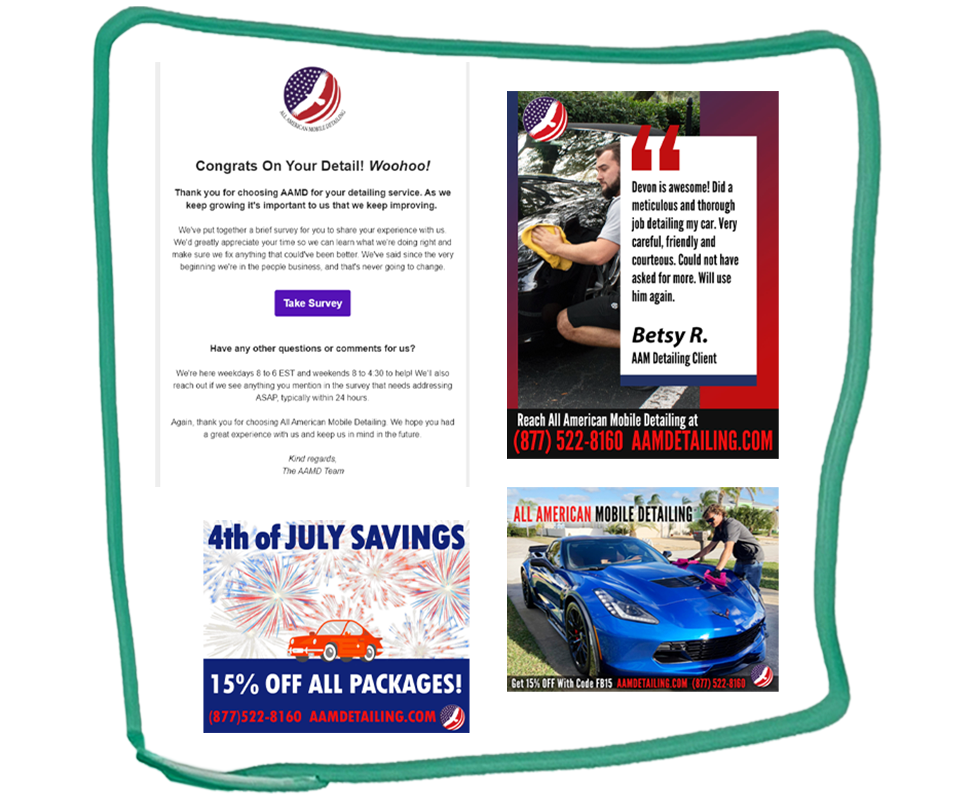 ALL AMERICAN MOBILE DETAILING
Congrats On Your Detail! Woohoo!
Thank you for choosing AAMD for your detailing service. As we
keep growing it's important to us that we keep improving.
We've put together a brief survey for you to share your experience with us.
We'd greatly appreciate your time so we can learn what we're doing right and
make sure we fix anything that could've been better. We've said since the very
beginning we're in the people business, and that's never going to change.
Take Survey
Have any other questions or comments for us?
We're here weekdays 8 to 6 EST and weekends 8 to 4:30 to help! We'll also
reach out if we see anything you mention in the survey that needs addressing
ASAP, typically within 24 hours.
Again, thank you for choosing All American Mobile Detailing. We hope you had
a great experience with us and keep us in mind in the future.
Kind regards,
The AAMD Team
Devon is awesome! Did a
meticulous and thorough
job detailing my car. Very
careful, friendly and
courteous. Could not have
asked for more. Will use
him again.
Betsy R.
AAM Detailing Client
Reach All American Mobile Detailing at
(877) 522-8160 AAMDETAILING.COM
4th of JULY SAVINGS
15% OFF ALL PACKAGES!
(877)522-8160 AAMDETAILING.COM
ALL AMERICAN MOBILE DETAILING
Get 15% OFF With Code FB15 AAMDETAILING.COM (877) 522-8160